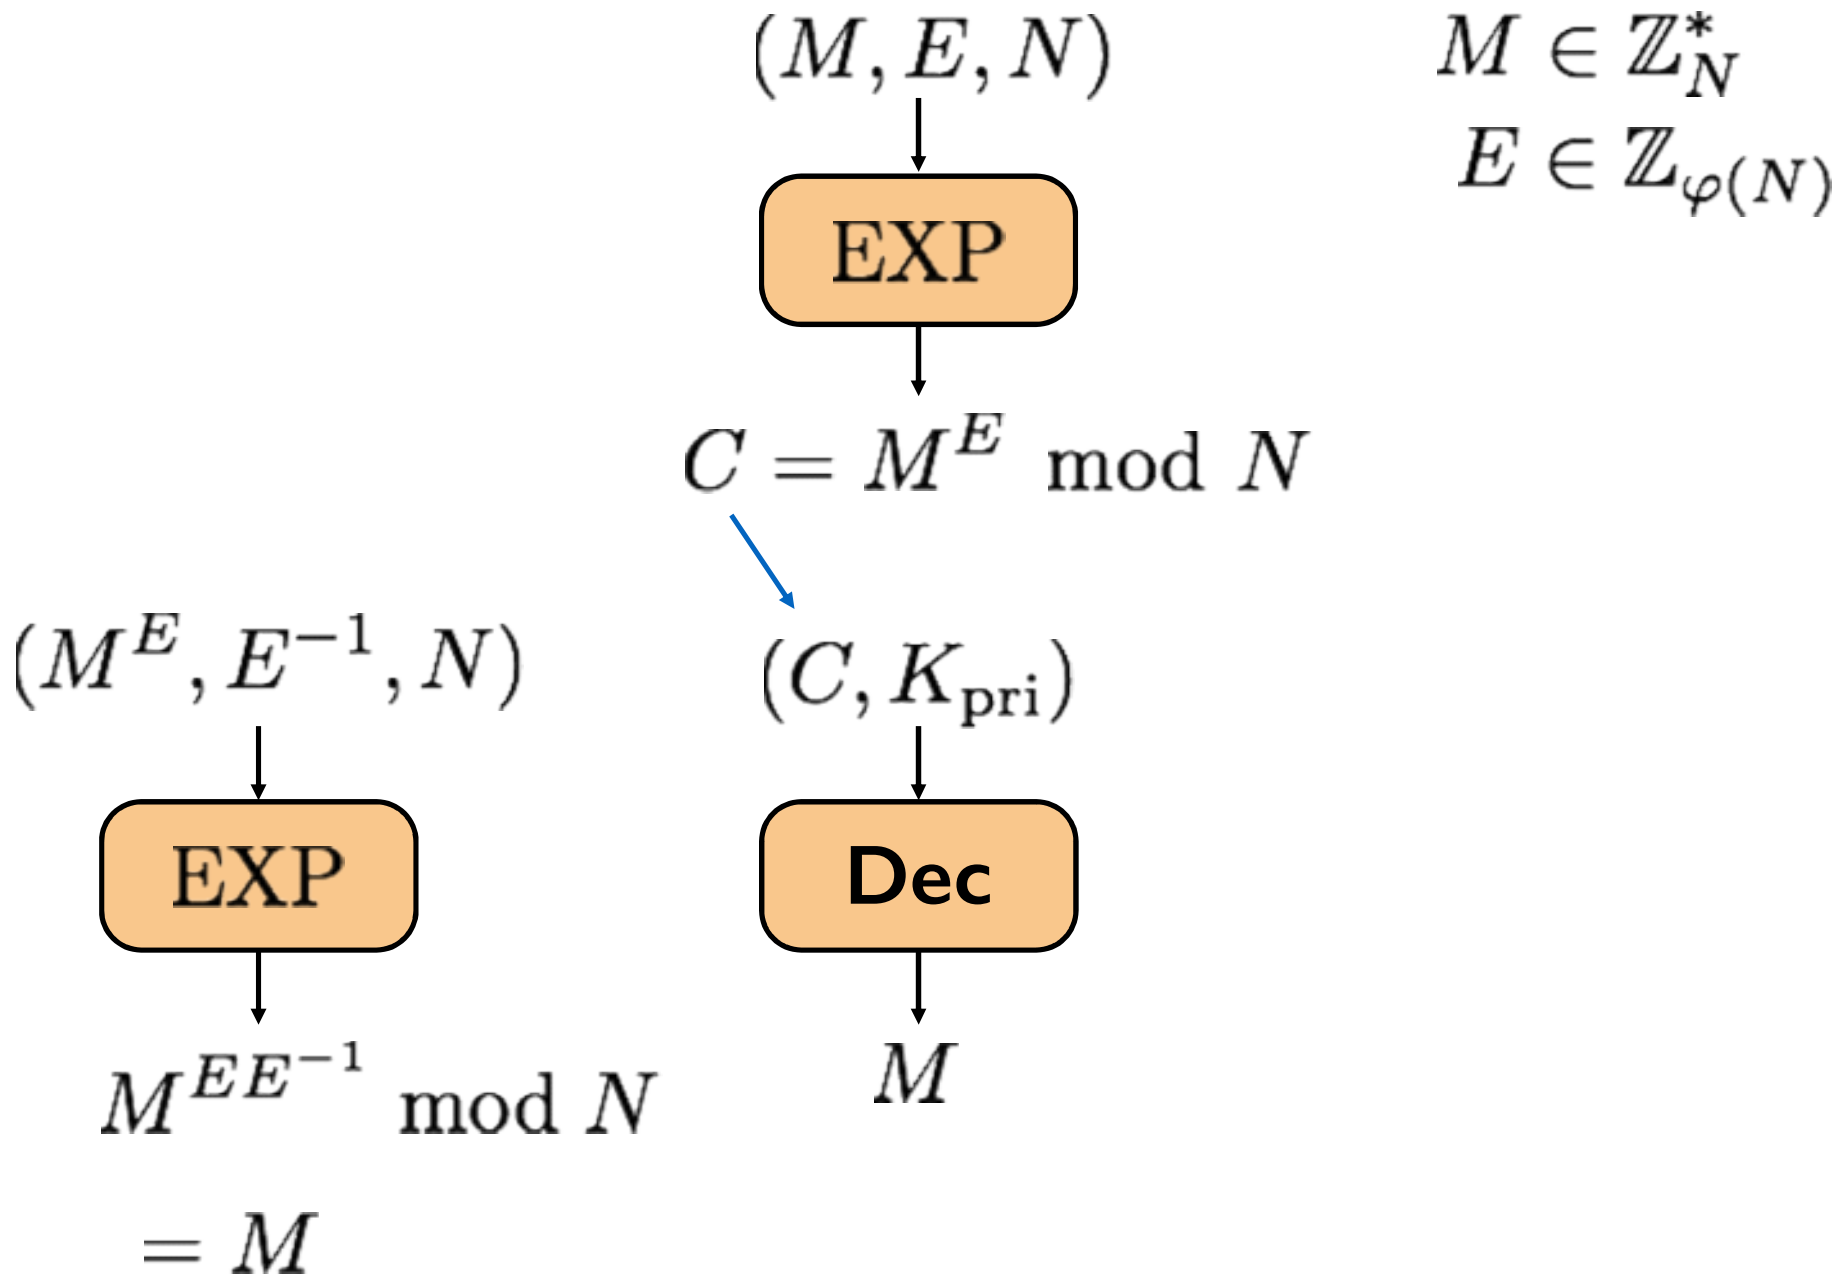 (M, E, N)
M ∈ ℤ*_N
E ∈ ℤ_φ(N)
EXP
C = M^E mod N
(M^E, E^−1, N)
(C, K_pri)
EXP
Dec
M^EE^−1 mod N
M
= M